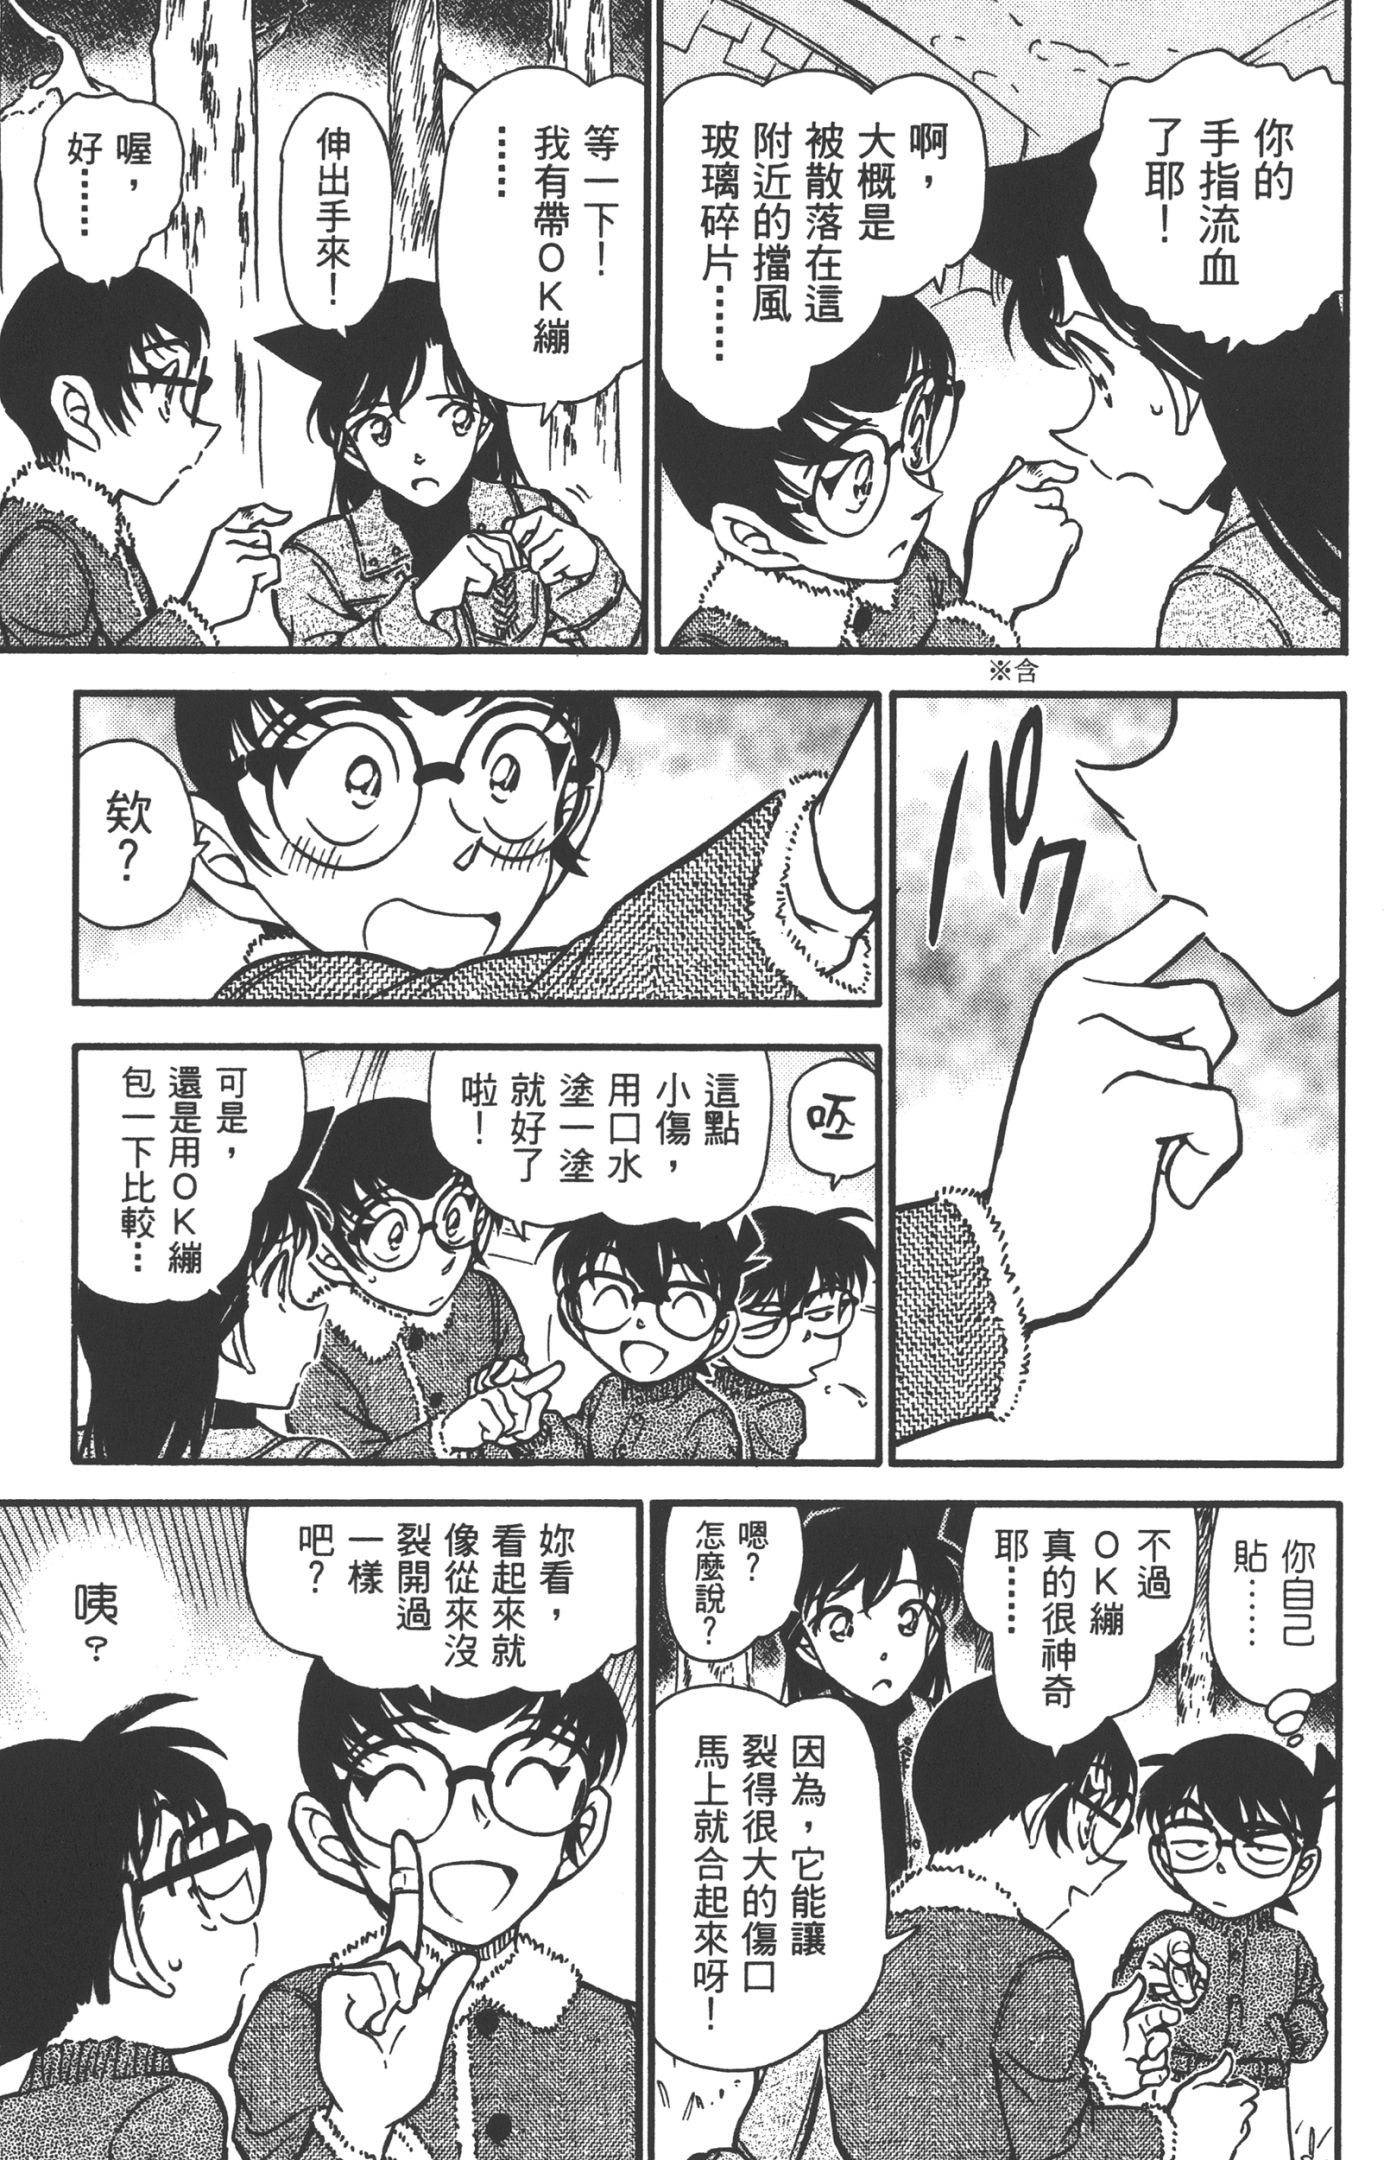 你的
手指流血
了耶！
啊，
大概是
被散落在這
附近的擋風
玻璃碎片……
等一下！
我有帶OK繃
……
伸出手來！
喔，
好……
※含
パク
欸？
呸
這點
小傷，
用口水
塗一塗
就好了
啦！
可是，
還是用OK繃
包一下比較…
你自己
貼……
不過
OK繃
真的很神奇
耶……
嗯？
怎麼說？
因為，它能讓
裂得很大的傷口
馬上就合起來呀！
妳看，
看起來就
像從來沒
裂開過
一樣
吧？
咦？